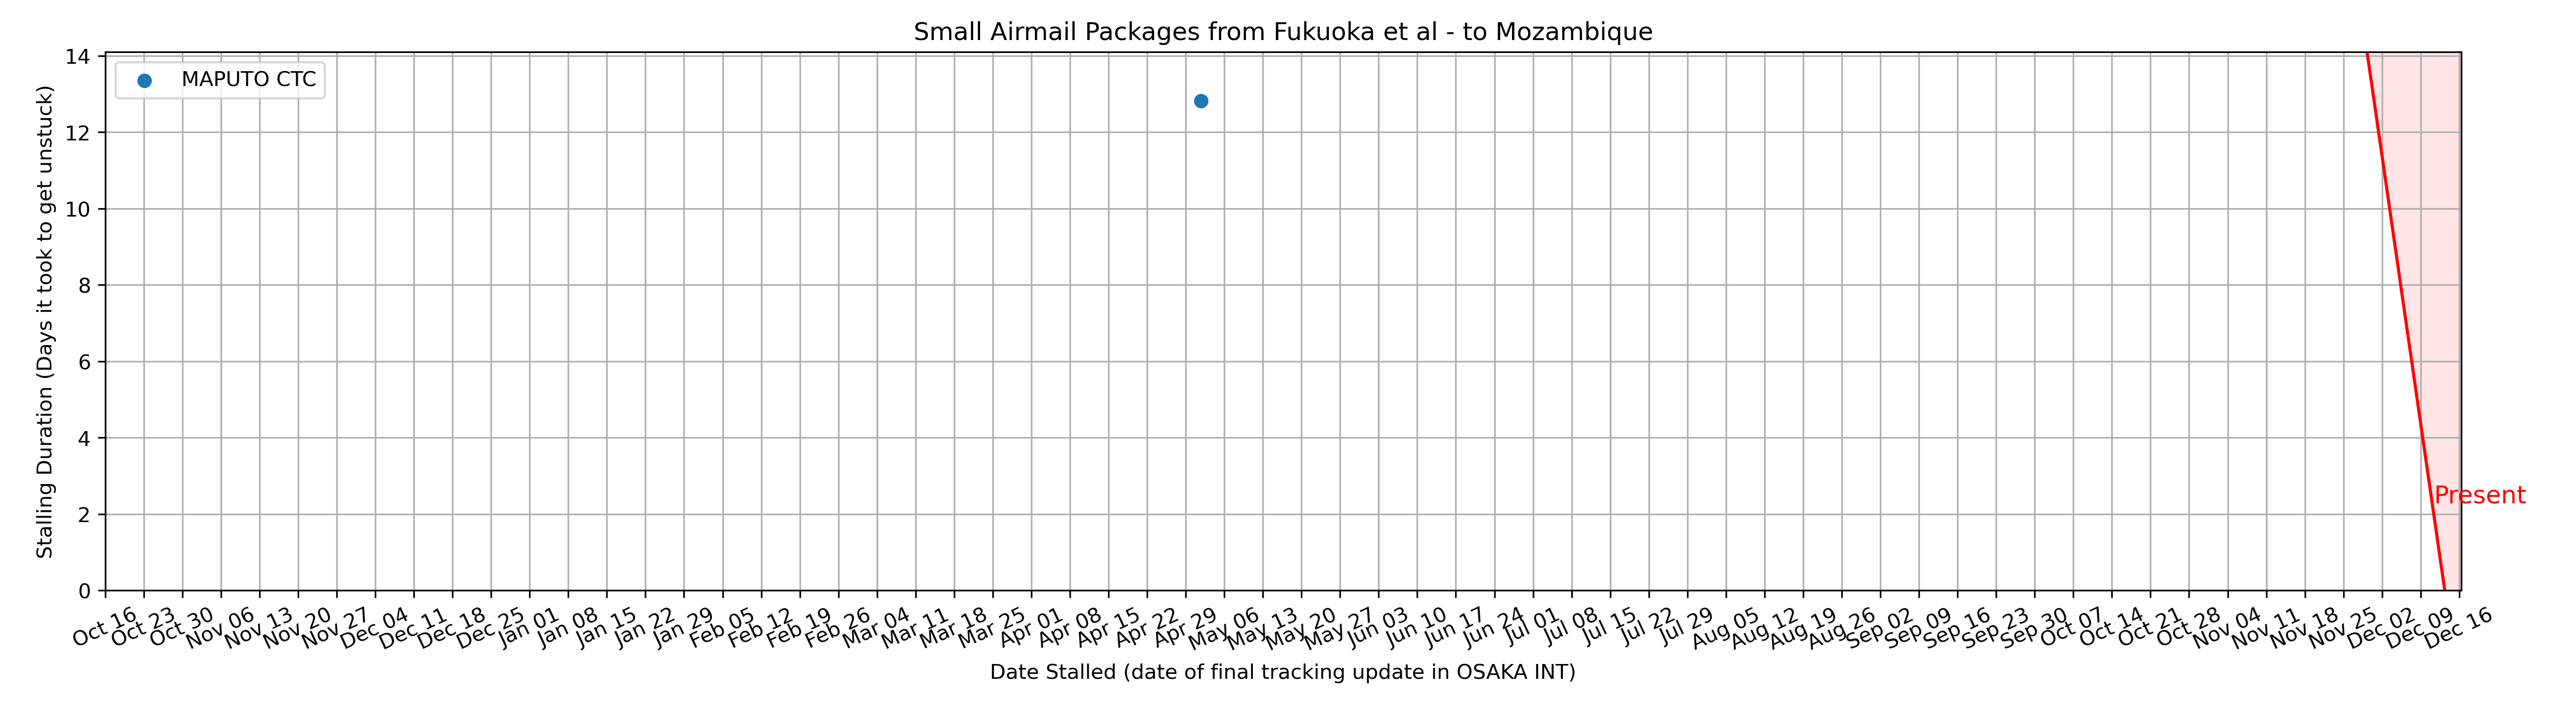 Small Airmail Packages from Fukuoka et al - to Mozambique
MAPUTO CTC
Stalling Duration (Days it took to get unstuck)
14
12
10
8
6
4
2
0
Present
Oct 16
Oct 23
Oct 30
Nov 06
Nov 13
Nov 20
Nov 27
Dec 04
Dec 11
Dec 18
Dec 25
Jan 01
Jan 08
Jan 15
Jan 22
Jan 29
Feb 05
Feb 12
Feb 19
Feb 26
Mar 04
Mar 11
Mar 18
Mar 25
Apr 01
Apr 08
Apr 15
Apr 22
Apr 29
May 06
May 13
May 20
May 27
Jun 03
Jun 10
Jun 17
Jun 24
Jul 01
Jul 08
Jul 15
Jul 22
Jul 29
Aug 05
Aug 12
Aug 19
Aug 26
Sep 02
Sep 09
Sep 16
Sep 23
Sep 30
Oct 07
Oct 14
Oct 21
Oct 28
Nov 04
Nov 11
Nov 18
Nov 25
Dec 02
Dec 09
Dec 16
Date Stalled (date of final tracking update in OSAKA INT)